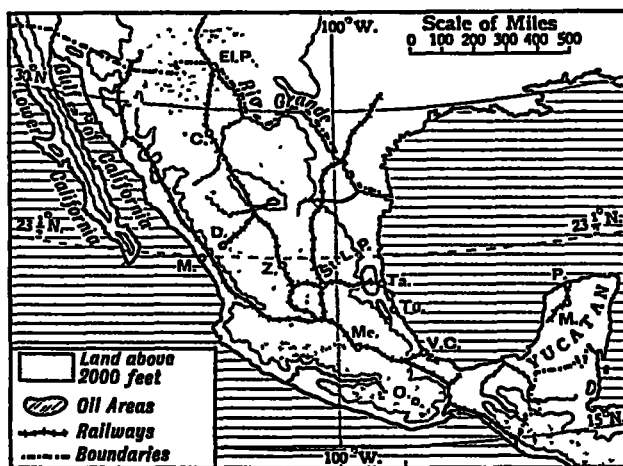 100°W.
Scale of Miles
0 100 200 300 400 500
EL.P.
31°N
Rio Grande
Gulf of California
Lower California
C.
23½°N.
23½°N.
D.
M.
Z.
S.L.P.
Ta.
Tu.
P.
M.
YUCATAN
Me.
V.C.
O.
15°N.
100°W.
Land above
2000 feet
Oil Areas
Railways
Boundaries